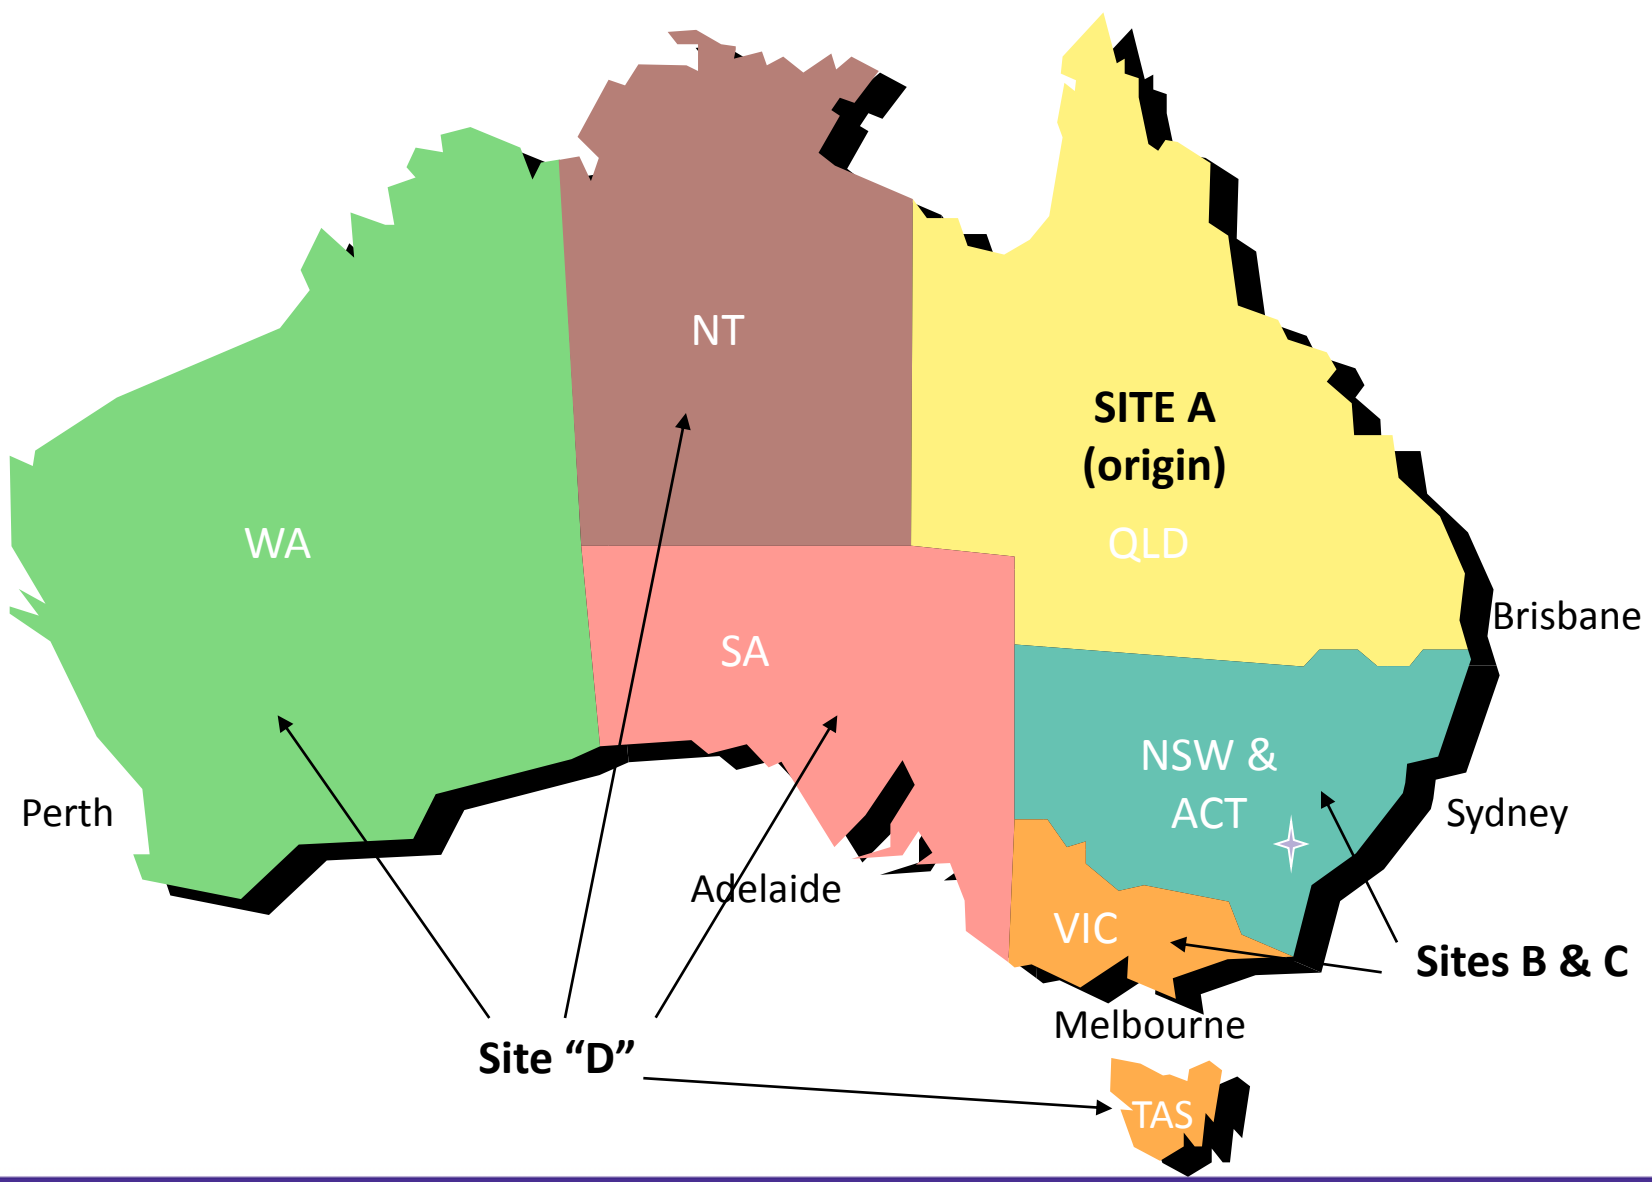 NT
SITE A
(origin)
WA
QLD
Brisbane
SA
NSW &
ACT
Perth
Sydney
Adelaide
VIC
Sites B & C
Melbourne
Site “D”
TAS